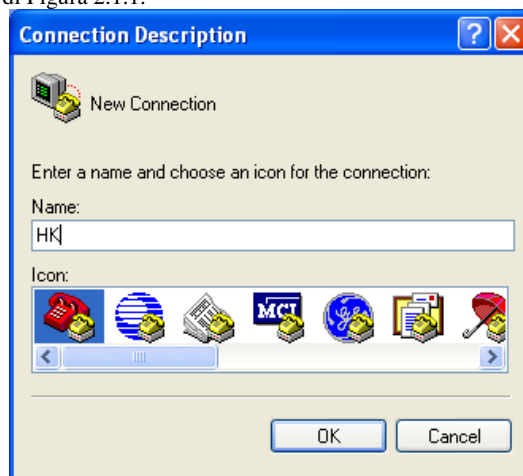 di Figura 2.1.1.
Connection Description
New Connection
Enter a name and choose an icon for the connection:
Name:
HK
Icon:
MCI
OK
Cancel